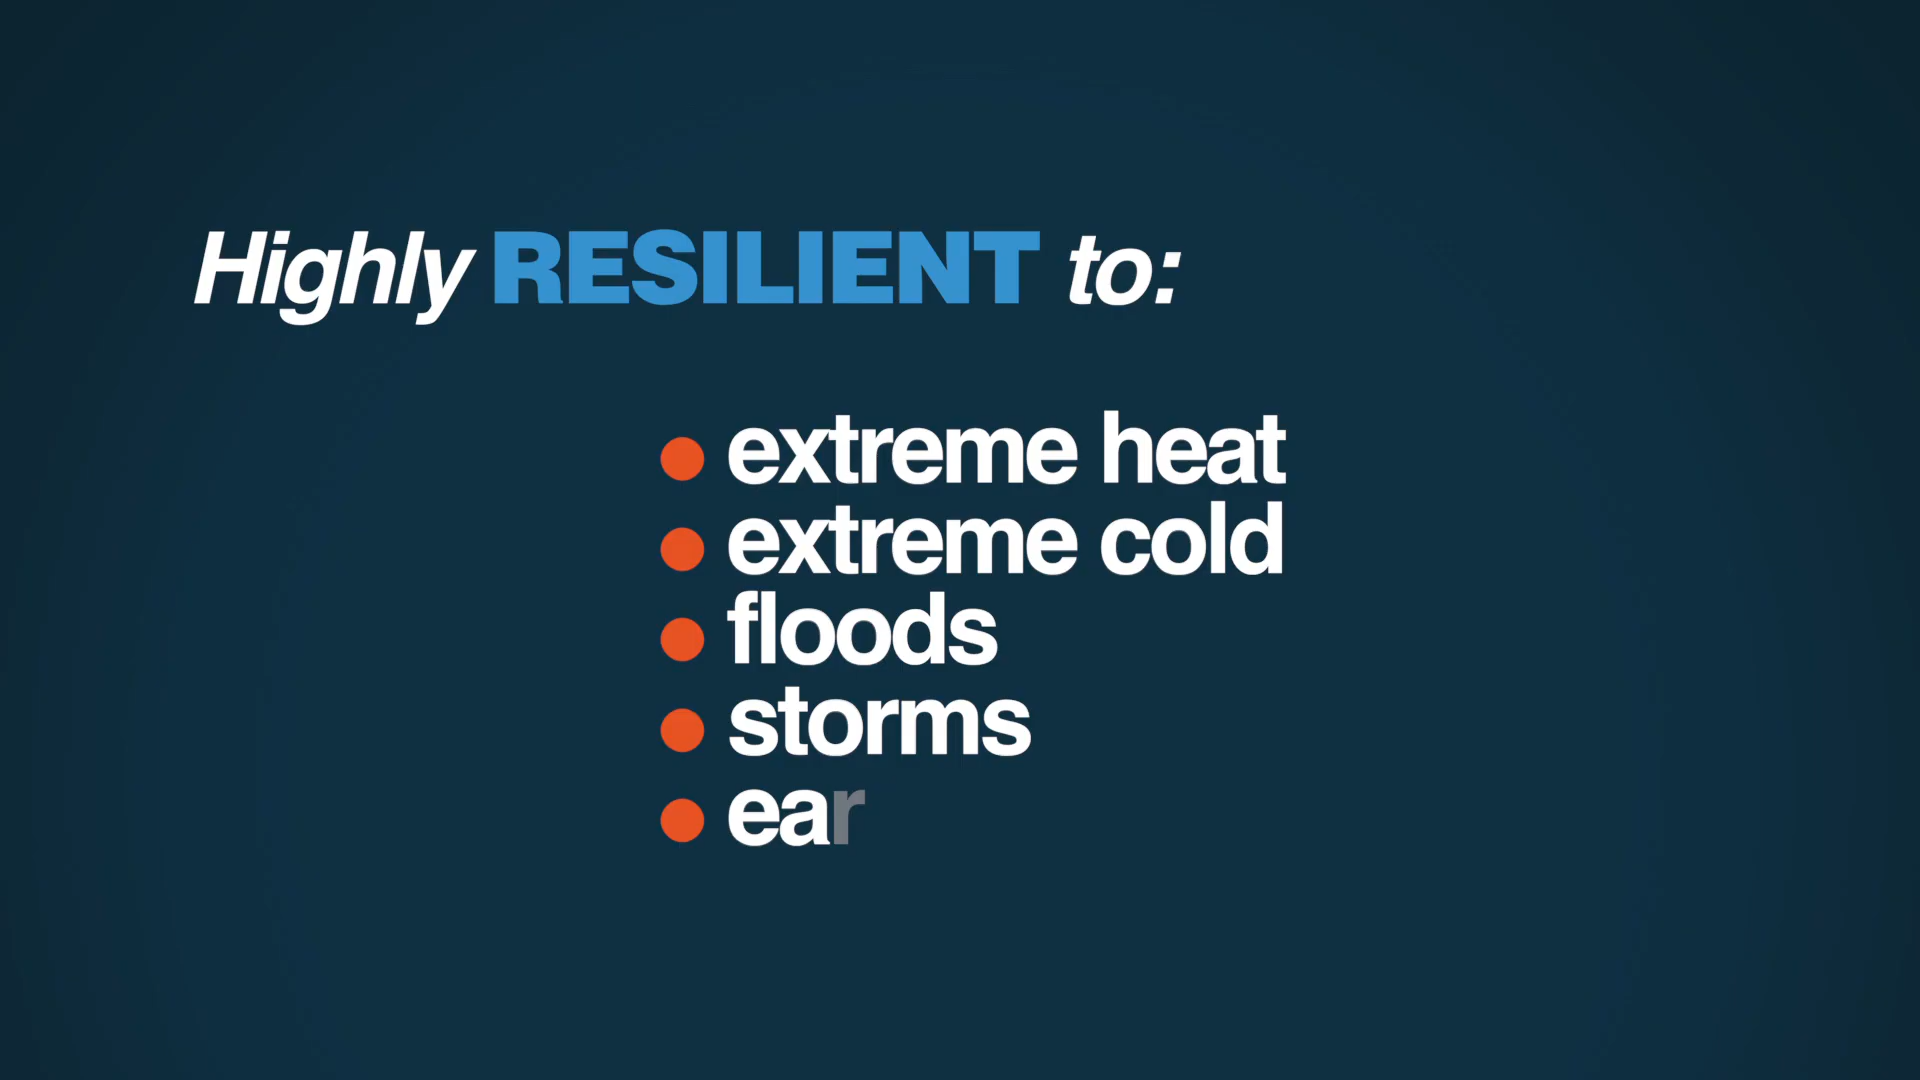 Highly RESILIENT to:
• extreme heat
• extreme cold
• floods
• storms
• ear